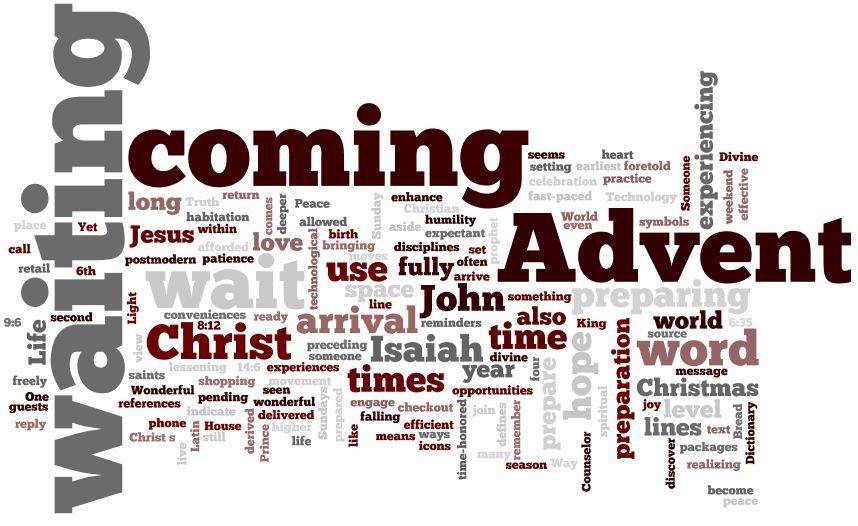 waiting
coming
Advent
experiencing
seems
heart
Divine
setting
earliest
foretold
Someone
celebration
practice
weekend
effective
fast-paced
Technology
long
Truth
return
comes
deeper
Peace
Sunday
enhance
Christian
World
even
symbols
place
Yet
habitation
allowed
humility
prophet
Jesus
within
birth
aside
expectant
call
afforded
love
bringing
technological
moves
disciplines
set
postmodern
patience
use
fully
often
arrive
retail
6th
wait
space
John
something
preparing
Light
line
conveniences
ready
arrival
reminders
also
King
world
6:35
9:6
second
Life
8:12
Christ
preceding
Isaiah
time
source
word
view
someone
divine
hope
preparation
message
lessening
14:6
experiences
times
year
four
prepare
Christmas
freely
saints
shopping
movement
opportunities
One
Wonderful
pending
seen
engage
checkout
joy
level
guests
references
wonderful
Sundays
prepared
falling
time-honored
join
defines
remember
spiritual
text
Bread
Dictionary
reply
indicate
delivered
efficient
lines
phone
Latin
House
derived
Prince
higher
like
means
ways
packages
Christ s
still
life
icons
many
live
season
Way
Counselor
discover
realizing
become
peace